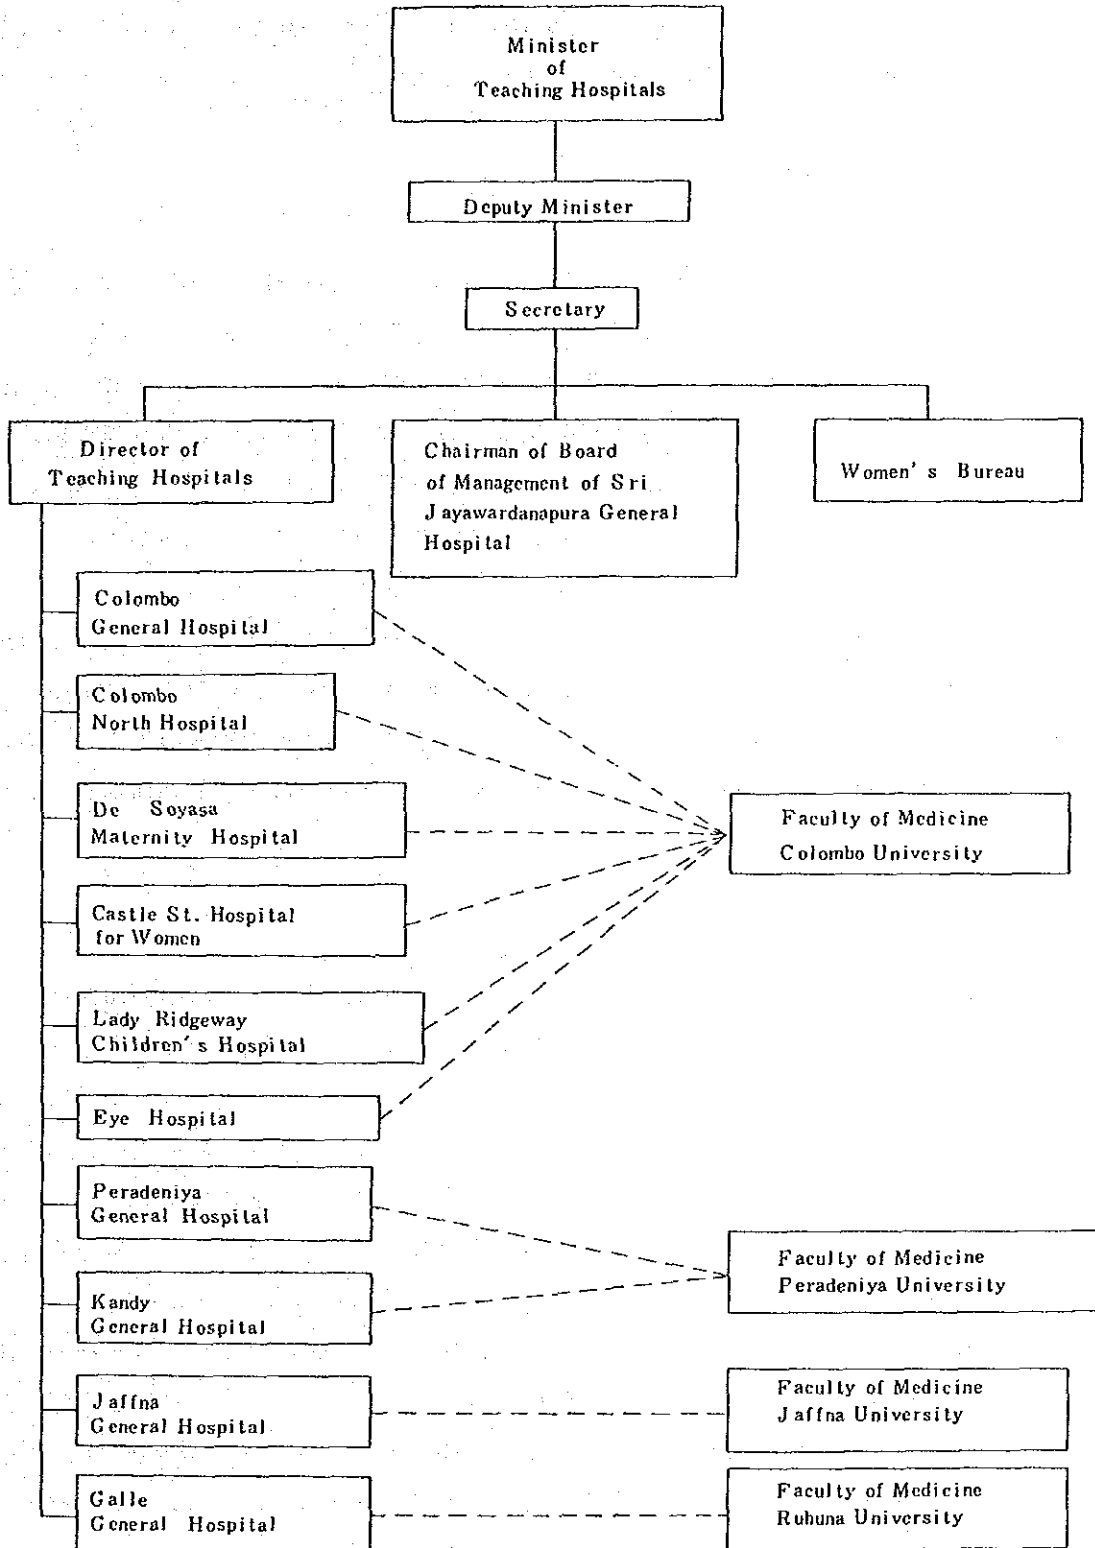 Minister
of
Teaching Hospitals
Deputy Minister
Secretary
Director of
Teaching Hospitals
Chairman of Board
of Management of Sri
Jayawardanapura General
Hospital
Women's Bureau
Colombo
General Hospital
Colombo
North Hospital
De Soyasa
Maternity Hospital
Faculty of Medicine
Colombo University
Castle St. Hospital
for Women
Lady Ridgeway
Children's Hospital
Eye Hospital
Peradeniya
General Hospital
Faculty of Medicine
Peradeniya University
Kandy
General Hospital
Jaffna
General Hospital
Faculty of Medicine
Jaffna University
Galle
General Hospital
Faculty of Medicine
Ruhuna University